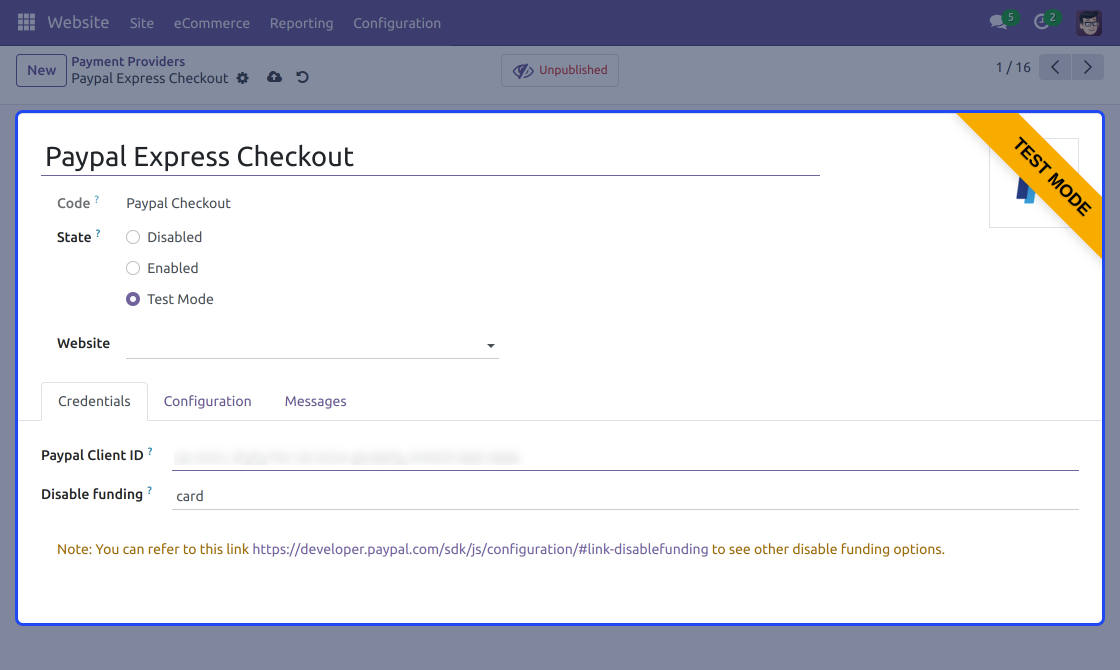 Website Site eCommerce Reporting Configuration 5 2
New Payment Providers
Paypal Express Checkout
Unpublished
1 / 16
Paypal Express Checkout
TEST MODE
Code ? Paypal Checkout
State ? Disabled
Enabled
Test Mode
Website
Credentials Configuration Messages
Paypal Client ID ?
Disable funding ? card
Note: You can refer to this link https://developer.paypal.com/sdk/js/configuration/#link-disablefunding to see other disable funding options.